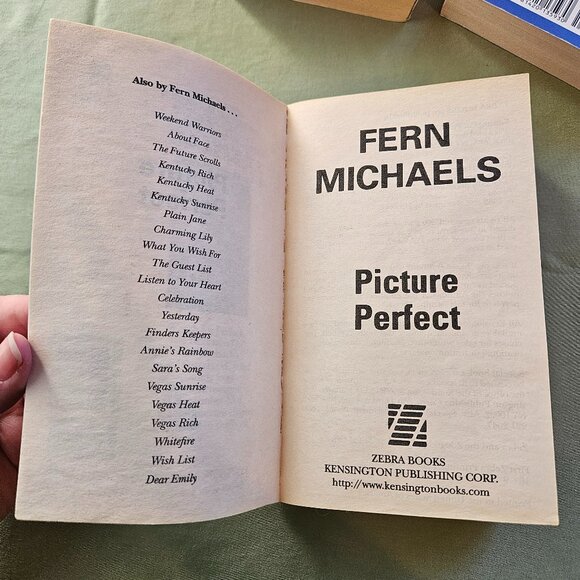 Also by Fern Michaels . . .
Weekend Warriors
About Face
The Future Scrolls
Kentucky Rich
Kentucky Heat
Kentucky Sunrise
Plain Jane
Charming Lily
What You Wish For
The Guest List
Listen to Your Heart
Celebration
Yesterday
Finders Keepers
Annie's Rainbow
Sara's Song
Vegas Sunrise
Vegas Heat
Vegas Rich
Whitefire
Wish List
Dear Emily
FERN
MICHAELS
Picture
Perfect
ZEBRA BOOKS
KENSINGTON PUBLISHING CORP.
http://www.kensingtonbooks.com